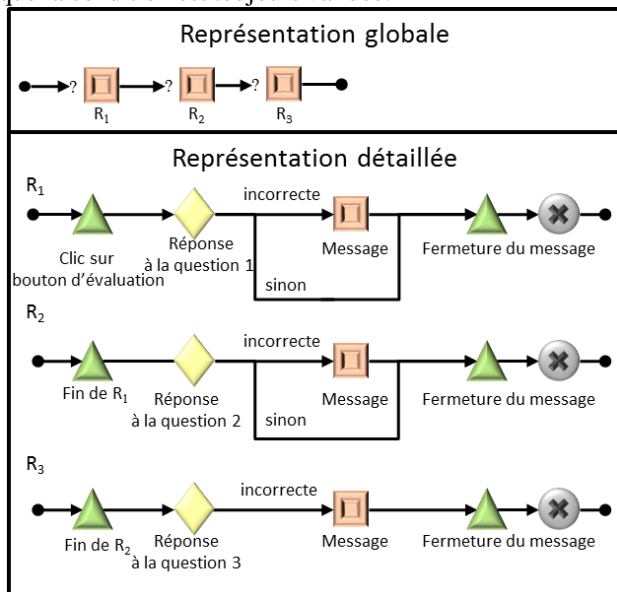 Représentation globale
? ? ?
R1 R2 R3
Représentation détaillée
R1
incorrecte
Clic sur
bouton d'évaluation
Réponse
à la question 1
Message
Fermeture du message
sinon
R2
incorrecte
Fin de R1
Réponse
à la question 2
Message
Fermeture du message
sinon
R3
incorrecte
Fin de R2
Réponse
à la question 3
Message
Fermeture du message